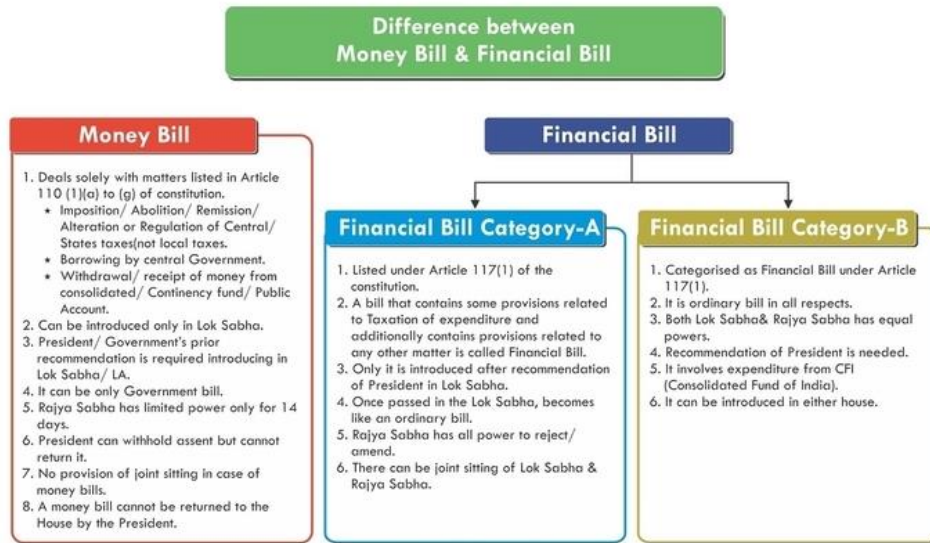 Difference between
Money Bill & Financial Bill
Money Bill
1. Deals solely with matters listed in Article
110 (1)(a) to (g) of constitution.
★ Imposition/ Abolition/ Remission/
Alteration or Regulation of Central/
States taxes(not local taxes.
★ Borrowing by central Government.
★ Withdrawal/ receipt of money from
consolidated/ Continency fund/ Public
Account.
2. Can be introduced only in Lok Sabha.
3. President/ Government's prior
recommendation is required introducing in
Lok Sabha/ LA.
4. It can be only Government bill.
5. Rajya Sabha has limited power only for 14
days.
6. President can withhold assent but cannot
return it.
7. No provision of joint sitting in case of
money bills.
8. A money bill cannot be returned to the
House by the President.
Financial Bill
Financial Bill Category-A
1. Listed under Article 117(1) of the
constitution.
2. A bill that contains some provisions related
to Taxation of expenditure and
additionally contains provisions related to
any other matter is called Financial Bill.
3. Only it is introduced after recommendation
of President in Lok Sabha.
4. Once passed in the Lok Sabha, becomes
like an ordinary bill.
5. Rajya Sabha has all power to reject/
amend.
6. There can be joint sitting of Lok Sabha &
Rajya Sabha.
Financial Bill Category-B
1. Categorised as Financial Bill under Article
117(1).
2. It is ordinary bill in all respects.
3. Both Lok Sabha& Rajya Sabha has equal
powers.
4. Recommendation of President is needed.
5. It involves expenditure from CFI
(Consolidated Fund of India).
6. It can be introduced in either house.